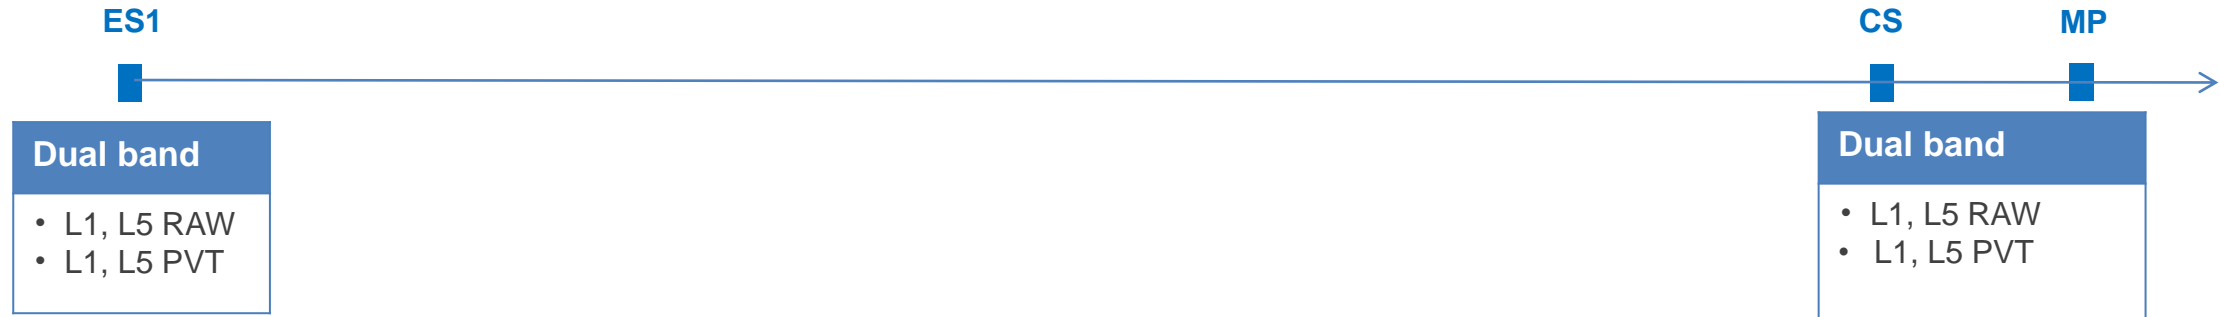 ES1
CS
MP
Dual band
• L1, L5 RAW
• L1, L5 PVT
Dual band
• L1, L5 RAW
• L1, L5 PVT